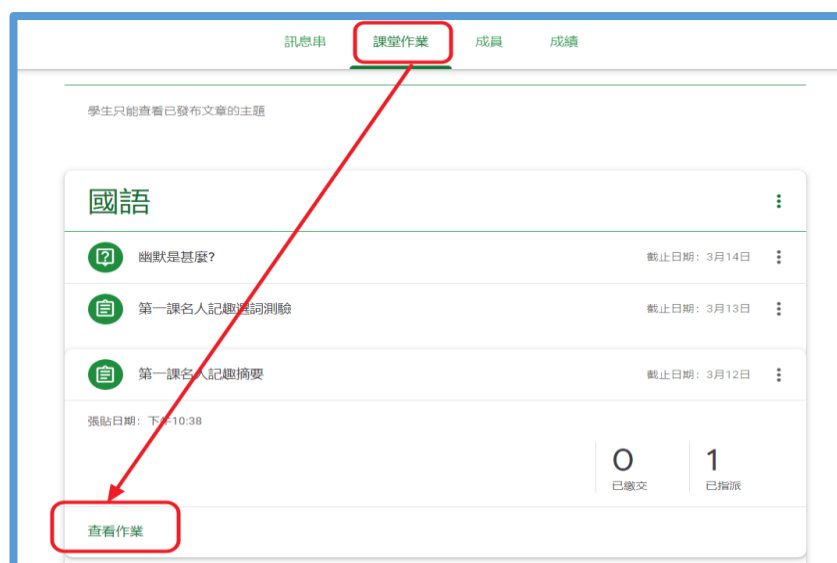 訊息串 課堂作業 成員 成績
學生只能查看已發布文章的主題
國語
幽默是甚麼? 截止日期：3月14日
第一課名人記趣選詞測驗 截止日期：3月13日
第一課名人記趣摘要 截止日期：3月12日
張貼日期：下午10:38
0 1
已繳交 已指派
查看作業